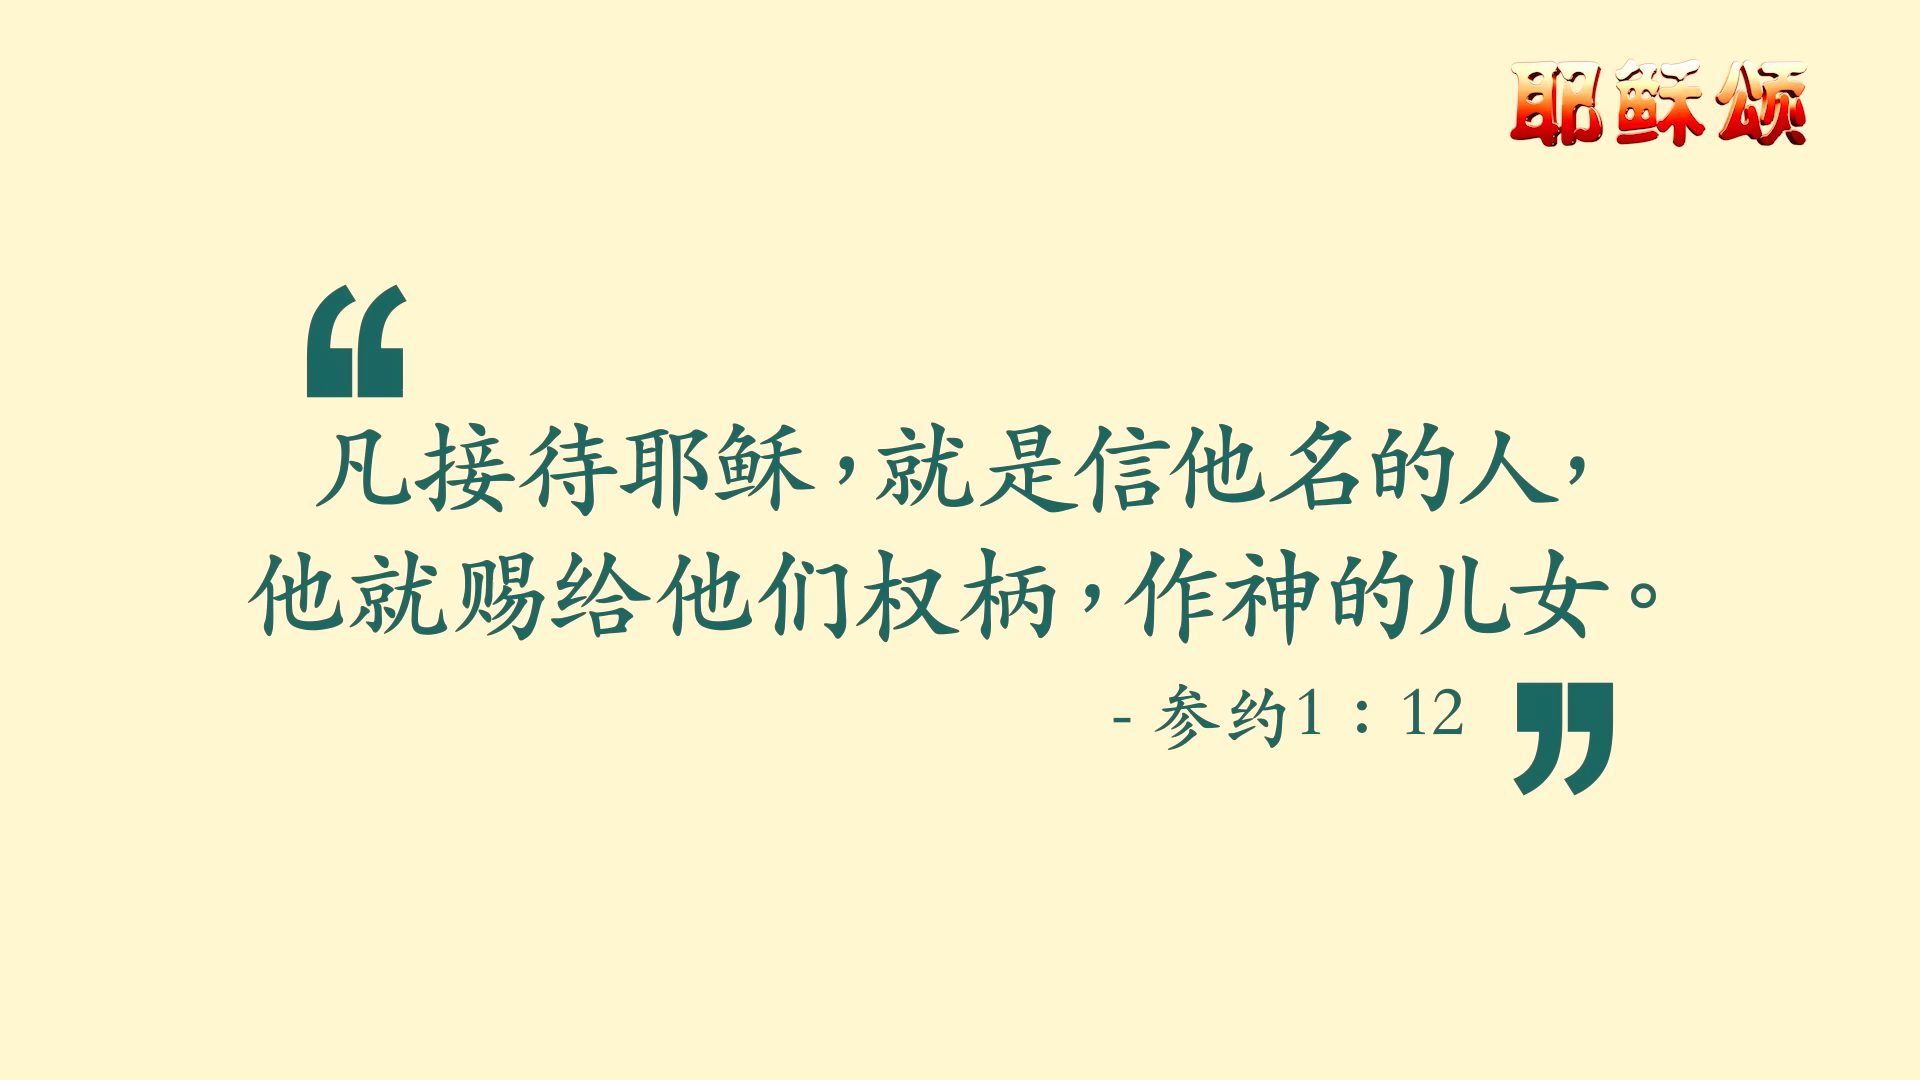 耶稣颂
“
凡接待耶稣，就是信他名的人，
他就赐给他们权柄，作神的儿女。
- 参约1：12
”